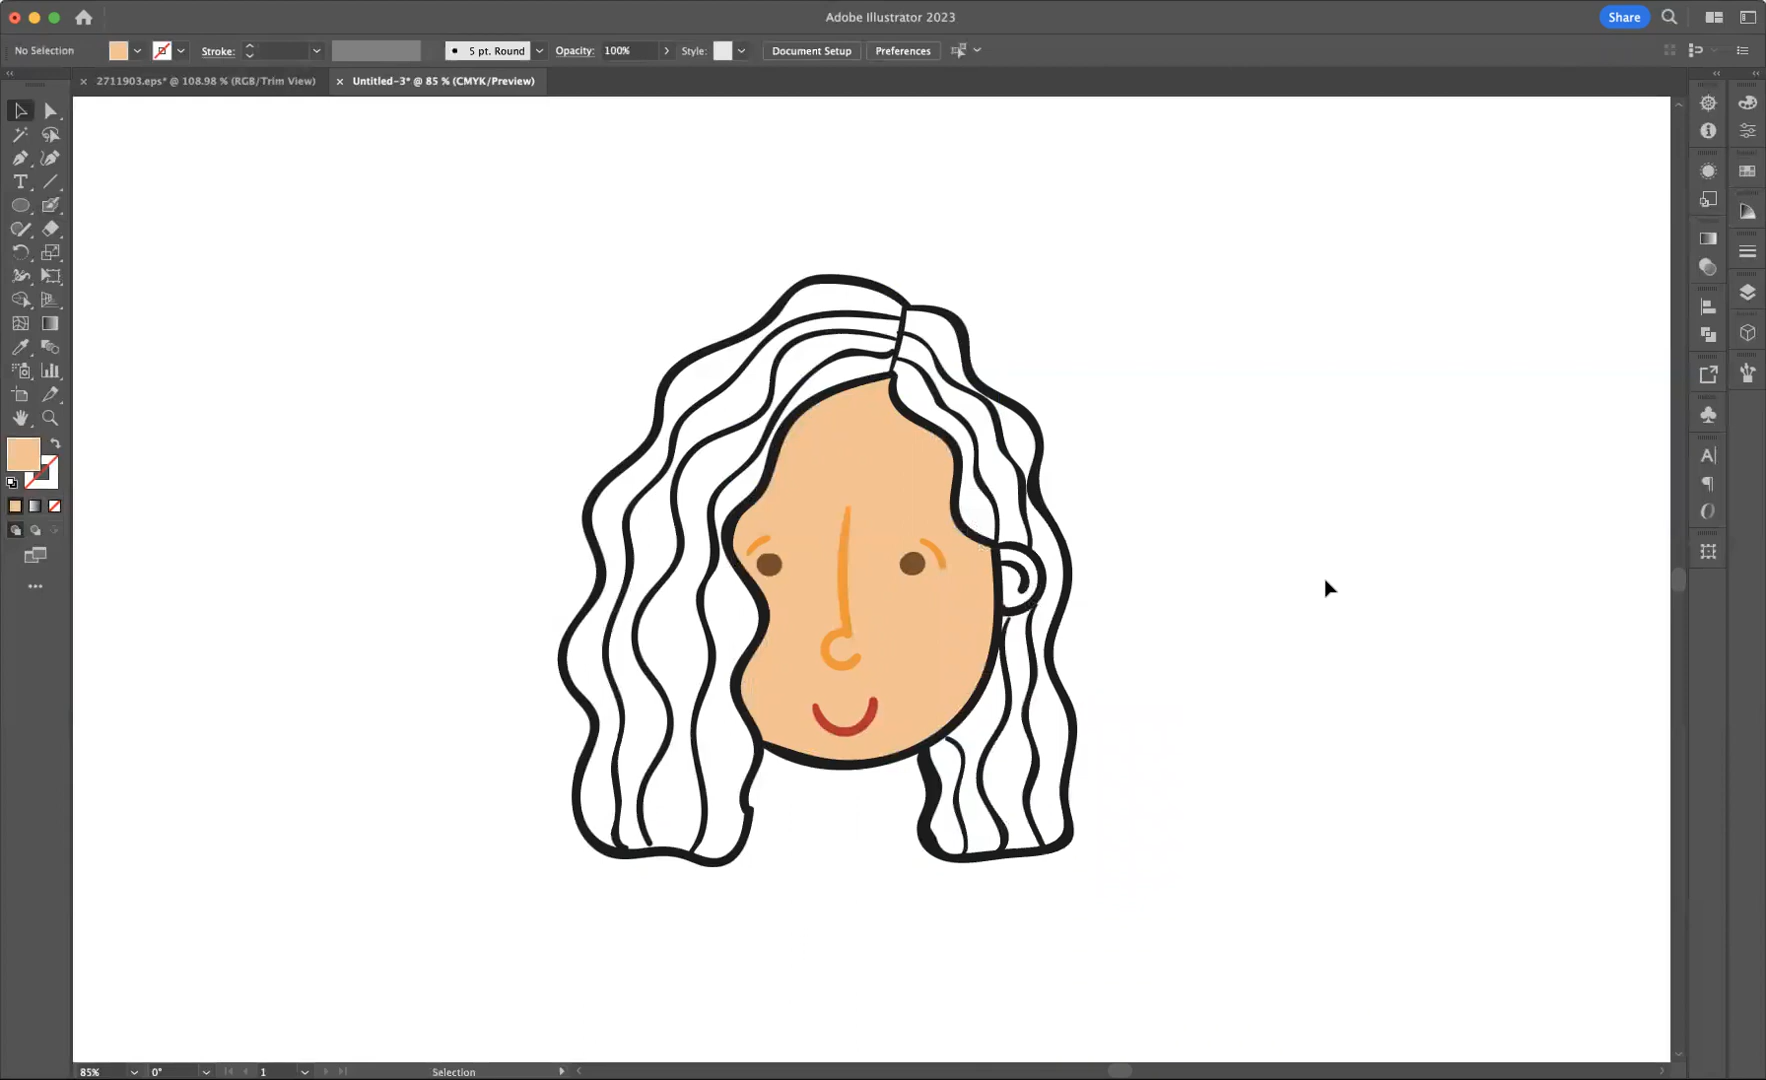 Adobe Illustrator 2023
Share
No Selection
Stroke:
5 pt. Round
Opacity: 100%
Style:
Document Setup
Preferences
2711903.eps* @ 108.98 % (RGB/Trim View)
Untitled-3* @ 85 % (CMYK/Preview)
85%
0°
1
Selection